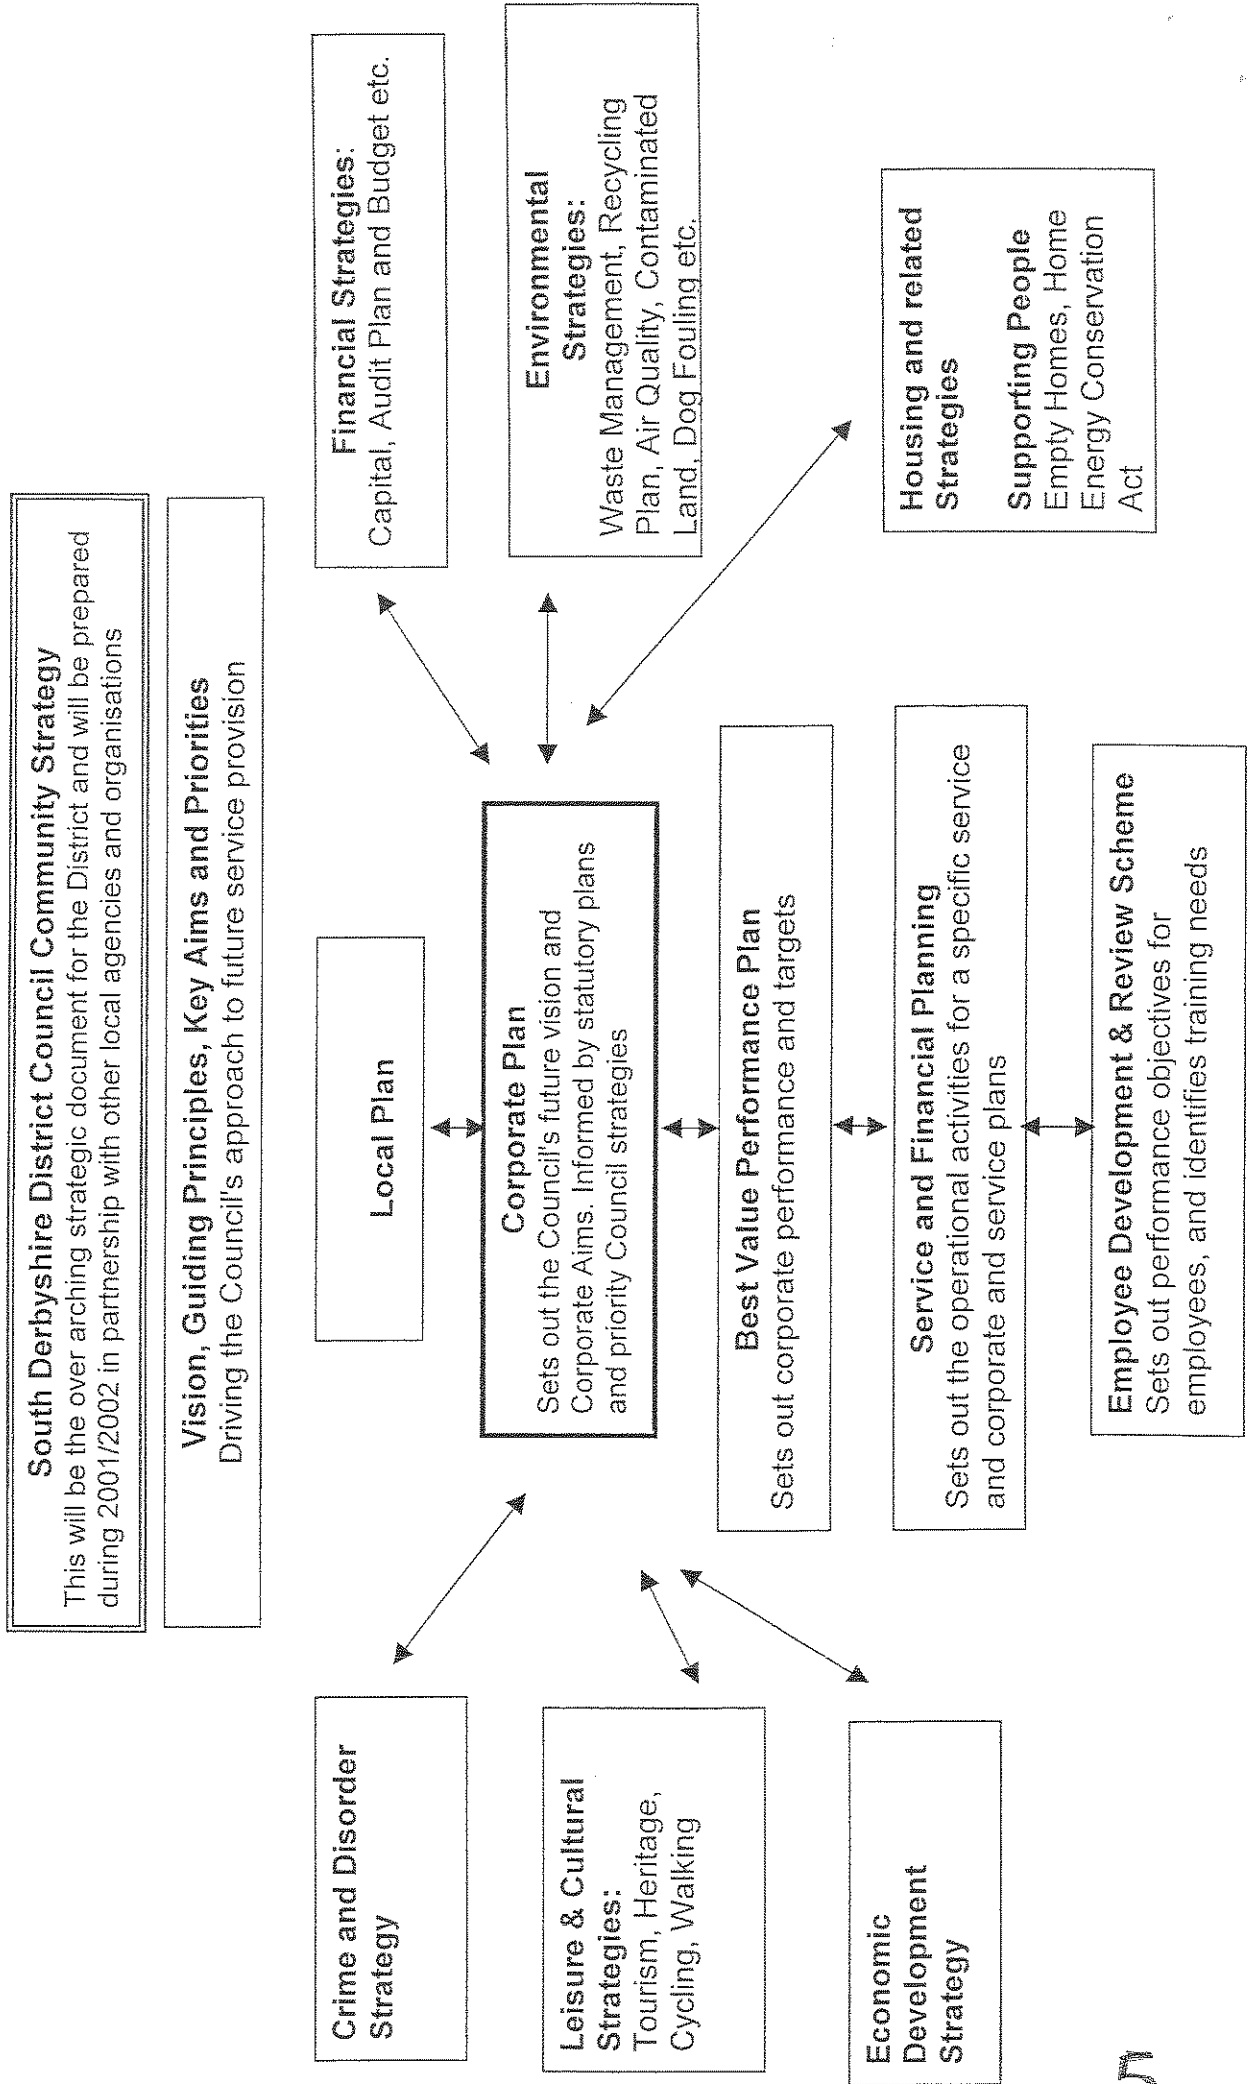 South Derbyshire District Council Community Strategy
This will be the over arching strategic document for the District and will be prepared
during 2001/2002 in partnership with other local agencies and organisations
Vision, Guiding Principles, Key Aims and Priorities
Driving the Council's approach to future service provision
Crime and Disorder
Strategy
Leisure & Cultural
Strategies:
Tourism, Heritage,
Cycling, Walking
Economic
Development
Strategy
Local Plan
Corporate Plan
Sets out the Council's future vision and
Corporate Aims. Informed by statutory plans
and priority Council strategies
Best Value Performance Plan
Sets out corporate performance and targets
Service and Financial Planning
Sets out the operational activities for a specific service
and corporate and service plans
Employee Development & Review Scheme
Sets out performance objectives for
employees, and identifies training needs
Financial Strategies:
Capital, Audit Plan and Budget etc.
Environmental
Strategies:
Waste Management, Recycling
Plan, Air Quality, Contaminated
Land, Dog Fouling etc.
Housing and related
Strategies
Supporting People
Empty Homes, Home
Energy Conservation
Act
5